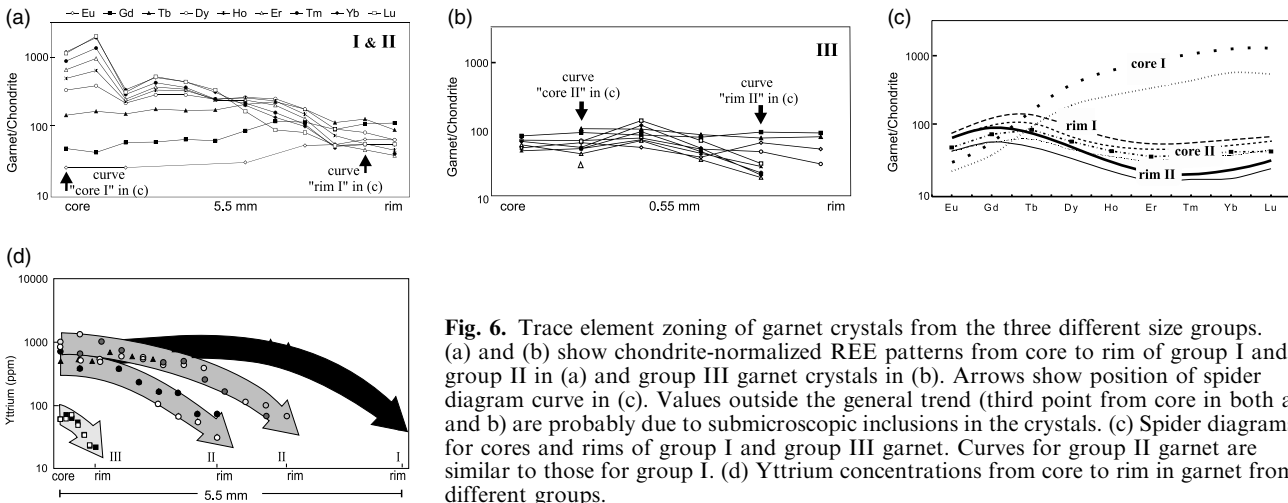 (a)
Eu Gd Tb Dy Ho Er Tm Yb Lu
I & II
Garnet/Chondrite
1000
100
10
curve
"core I" in (c)
curve
"rim I" in (c)
core 5.5 mm rim
(b)
III
Garnet/Chondrite
1000
100
10
curve
"core II" in (c)
curve
"rim II" in (c)
core 0.55 mm rim
(c)
Garnet/Chondrite
1000
100
10
core I
rim I
core II
rim II
Eu Gd Tb Dy Ho Er Tm Yb Lu
(d)
Yttrium (ppm)
10000
1000
100
10
III II II I
core rim rim rim rim
5.5 mm
Fig. 6. Trace element zoning of garnet crystals from the three different size groups.
(a) and (b) show chondrite-normalized REE patterns from core to rim of group I and
group II in (a) and group III garnet crystals in (b). Arrows show position of spider
diagram curve in (c). Values outside the general trend (third point from core in both a
and b) are probably due to submicroscopic inclusions in the crystals. (c) Spider diagram
for cores and rims of group I and group III garnet. Curves for group II garnet are
similar to those for group I. (d) Yttrium concentrations from core to rim in garnet from
different groups.